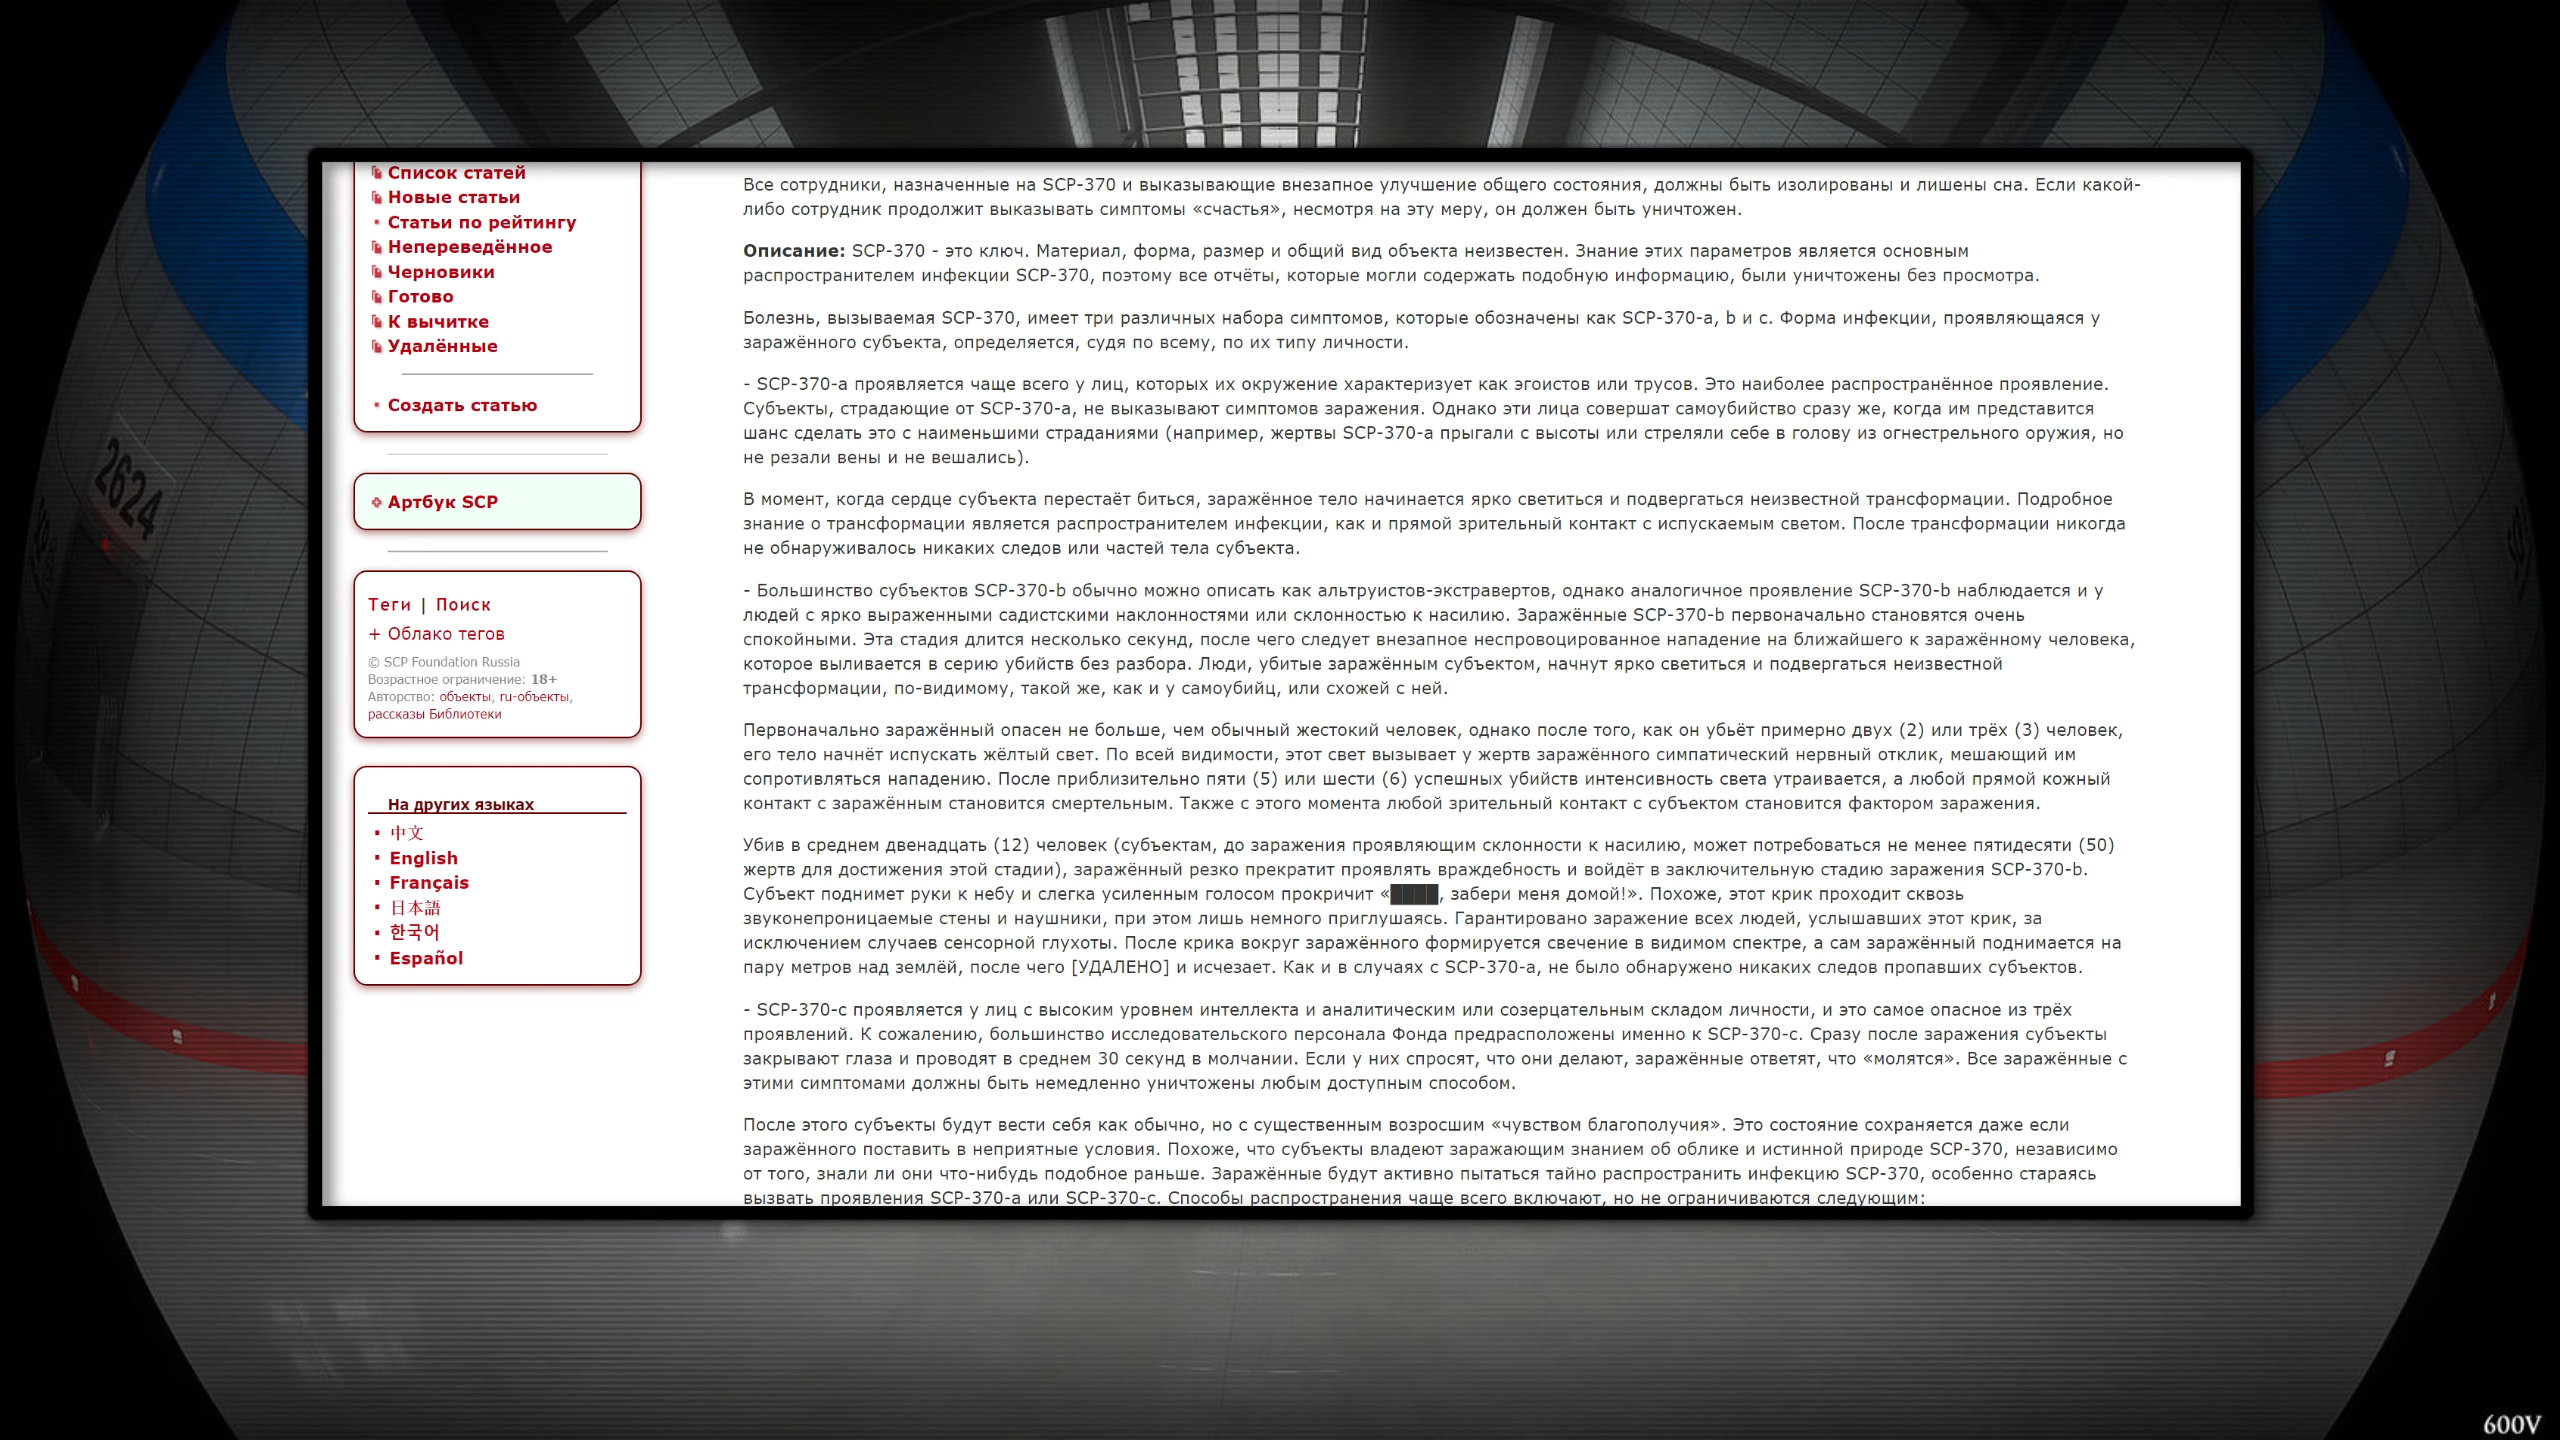 Список статей
Новые статьи
Статьи по рейтингу
Непереведённое
Черновики
Готово
К вычитке
Удалённые
Создать статью
Артбук SCP
Теги | Поиск
+ Облако тегов
© SCP Foundation Russia
Возрастное ограничение: 18+
Авторство: объекты, ru-объекты,
рассказы Библиотеки
На других языках
中文
English
Français
日本語
한국어
Español
Все сотрудники, назначенные на SCP-370 и выказывающие внезапное улучшение общего состояния, должны быть изолированы и лишены сна. Если какой-
либо сотрудник продолжит выказывать симптомы «счастья», несмотря на эту меру, он должен быть уничтожен.
Описание: SCP-370 - это ключ. Материал, форма, размер и общий вид объекта неизвестен. Знание этих параметров является основным
распространителем инфекции SCP-370, поэтому все отчёты, которые могли содержать подобную информацию, были уничтожены без просмотра.
Болезнь, вызываемая SCP-370, имеет три различных набора симптомов, которые обозначены как SCP-370-a, b и c. Форма инфекции, проявляющаяся у
заражённого субъекта, определяется, судя по всему, по их типу личности.
- SCP-370-a проявляется чаще всего у лиц, которых их окружение характеризует как эгоистов или трусов. Это наиболее распространённое проявление.
Субъекты, страдающие от SCP-370-a, не выказывают симптомов заражения. Однако эти лица совершат самоубийство сразу же, когда им представится
шанс сделать это с наименьшими страданиями (например, жертвы SCP-370-a прыгали с высоты или стреляли себе в голову из огнестрельного оружия, но
не резали вены и не вешались).
В момент, когда сердце субъекта перестаёт биться, заражённое тело начинается ярко светиться и подвергаться неизвестной трансформации. Подробное
знание о трансформации является распространителем инфекции, как и прямой зрительный контакт с испускаемым светом. После трансформации никогда
не обнаруживалось никаких следов или частей тела субъекта.
- Большинство субъектов SCP-370-b обычно можно описать как альтруистов-экстравертов, однако аналогичное проявление SCP-370-b наблюдается и у
людей с ярко выраженными садистскими наклонностями или склонностью к насилию. Заражённые SCP-370-b первоначально становятся очень
спокойными. Эта стадия длится несколько секунд, после чего следует внезапное неспровоцированное нападение на ближайшего к заражённому человека,
которое выливается в серию убийств без разбора. Люди, убитые заражённым субъектом, начнут ярко светиться и подвергаться неизвестной
трансформации, по-видимому, такой же, как и у самоубийц, или схожей с ней.
Первоначально заражённый опасен не больше, чем обычный жестокий человек, однако после того, как он убьёт примерно двух (2) или трёх (3) человек,
его тело начнёт испускать жёлтый свет. По всей видимости, этот свет вызывает у жертв заражённого симпатический нервный отклик, мешающий им
сопротивляться нападению. После приблизительно пяти (5) или шести (6) успешных убийств интенсивность света утраивается, а любой прямой кожный
контакт с заражённым становится смертельным. Также с этого момента любой зрительный контакт с субъектом становится фактором заражения.
Убив в среднем двенадцать (12) человек (субъектам, до заражения проявляющим склонности к насилию, может потребоваться не менее пятидесяти (50)
жертв для достижения этой стадии), заражённый резко прекратит проявлять враждебность и войдёт в заключительную стадию заражения SCP-370-b.
Субъект поднимет руки к небу и слегка усиленным голосом прокричит «████, забери меня домой!». Похоже, этот крик проходит сквозь
звуконепроницаемые стены и наушники, при этом лишь немного приглушаясь. Гарантировано заражение всех людей, услышавших этот крик, за
исключением случаев сенсорной глухоты. После крика вокруг заражённого формируется свечение в видимом спектре, а сам заражённый поднимается на
пару метров над землёй, после чего [УДАЛЕНО] и исчезает. Как и в случаях с SCP-370-a, не было обнаружено никаких следов пропавших субъектов.
- SCP-370-c проявляется у лиц с высоким уровнем интеллекта и аналитическим или созерцательным складом личности, и это самое опасное из трёх
проявлений. К сожалению, большинство исследовательского персонала Фонда предрасположены именно к SCP-370-c. Сразу после заражения субъекты
закрывают глаза и проводят в среднем 30 секунд в молчании. Если у них спросят, что они делают, заражённые ответят, что «молятся». Все заражённые с
этими симптомами должны быть немедленно уничтожены любым доступным способом.
После этого субъекты будут вести себя как обычно, но с существенным возросшим «чувством благополучия». Это состояние сохраняется даже если
заражённого поставить в неприятные условия. Похоже, что субъекты владеют заражающим знанием об облике и истинной природе SCP-370, независимо
от того, знали ли они что-нибудь подобное раньше. Заражённые будут активно пытаться тайно распространить инфекцию SCP-370, особенно стараясь
вызвать проявления SCP-370-a или SCP-370-c. Способы распространения чаще всего включают, но не ограничиваются следующим:
2624
600V